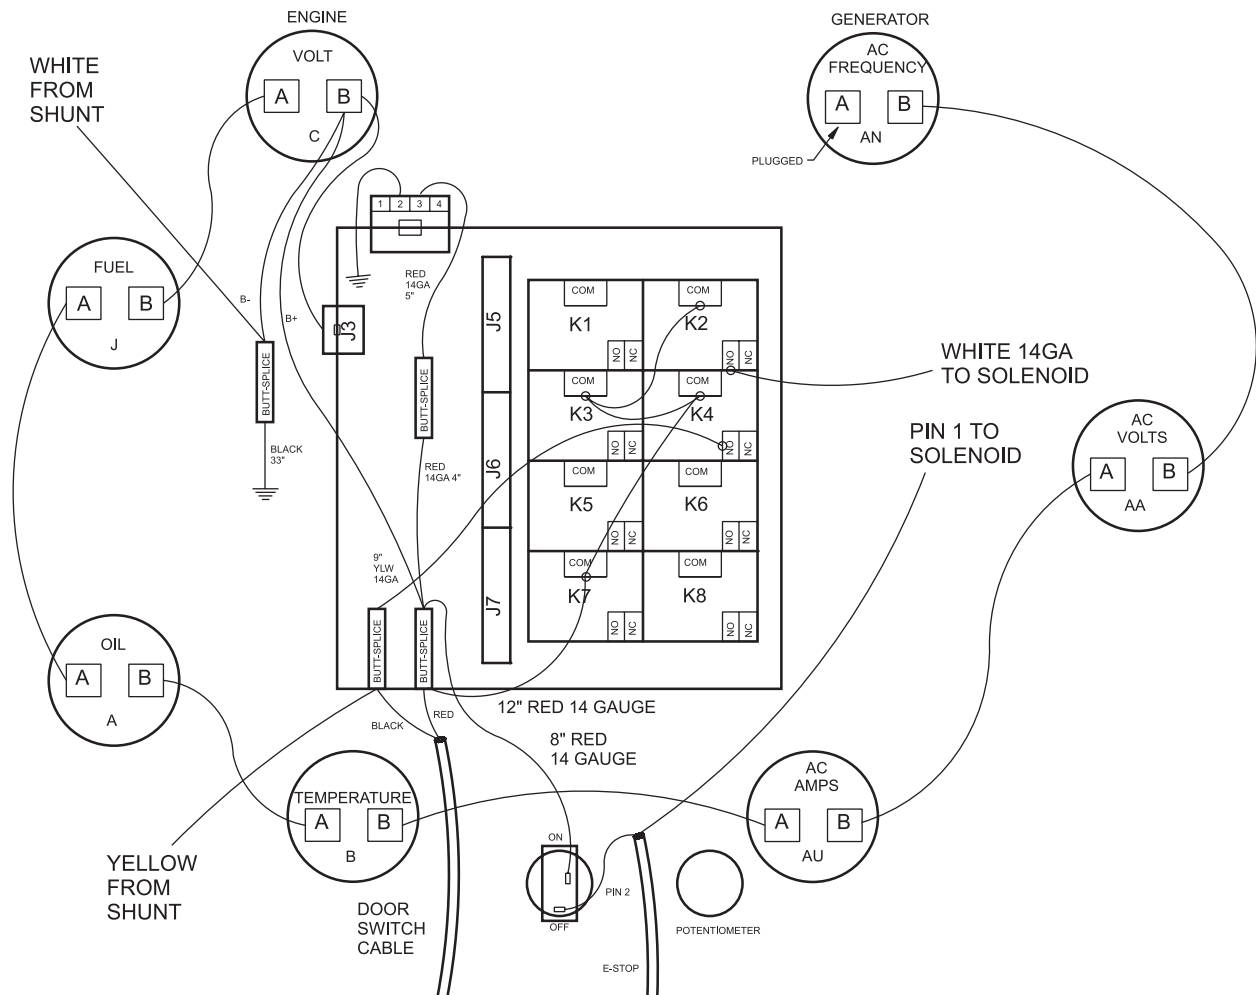 ENGINE
VOLT
A
B
C
WHITE
FROM
SHUNT
GENERATOR
AC
FREQUENCY
A
B
AN
PLUGGED
1 2 3 4
RED
14GA
5"
FUEL
A
B
J
B-
B+
J3
BUTT-SPLICE
BLACK
33"
BUTT-SPLICE
RED
14GA 4"
J5
J6
J7
COM
K1
NO
NC
COM
K2
NO
NC
COM
K3
NO
NC
COM
K4
NO
NC
COM
K5
NO
NC
COM
K6
NO
NC
COM
K7
NO
NC
COM
K8
NO
NC
WHITE 14GA
TO SOLENOID
PIN 1 TO
SOLENOID
AC
VOLTS
A
B
AA
9"
YLW
14GA
BUTT-SPLICE
BUTT-SPLICE
OIL
A
B
A
BLACK
RED
12" RED 14 GAUGE
8" RED
14 GAUGE
TEMPERATURE
A
B
B
AC
AMPS
A
B
AU
YELLOW
FROM
SHUNT
DOOR
SWITCH
CABLE
ON
OFF
PIN 2
E-STOP
POTENTIOMETER